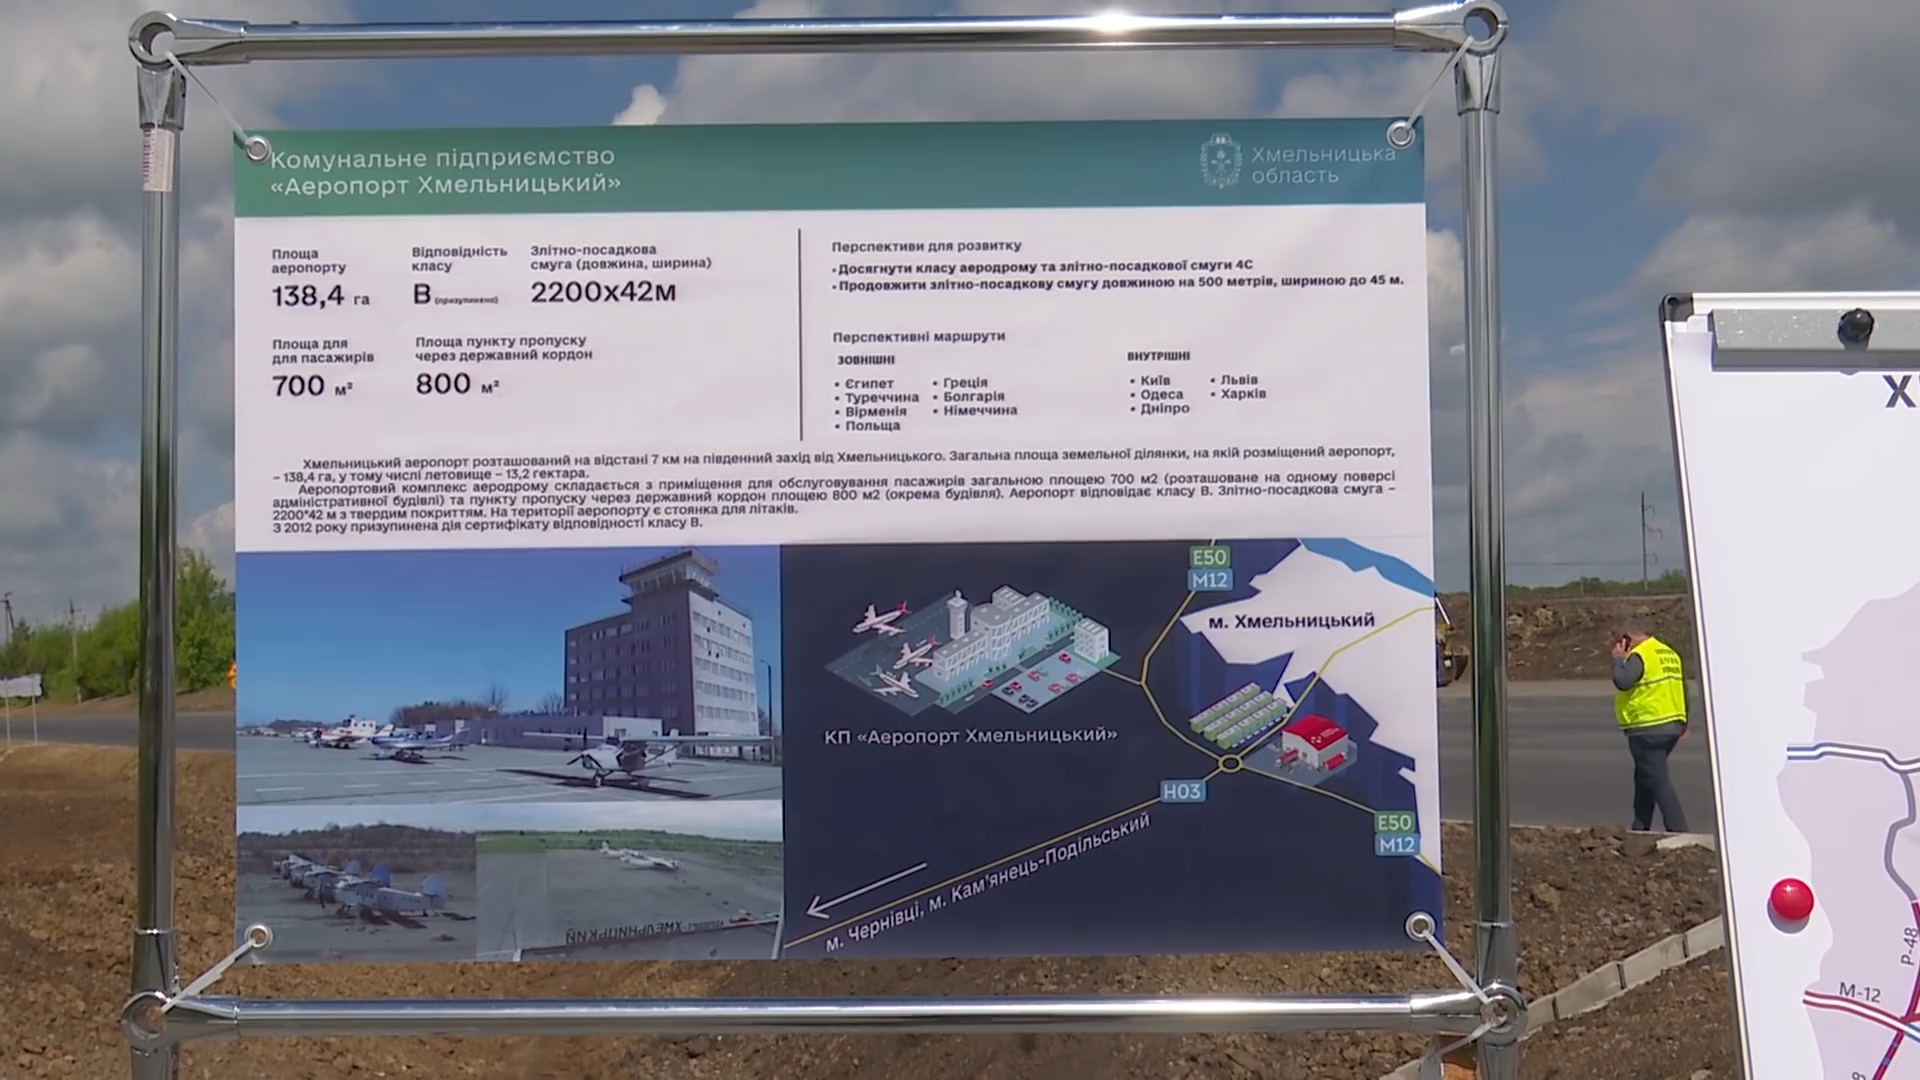 Комунальне підприємство
«Аеропорт Хмельницький»
Хмельницька
область
Площа
аеропорту
138,4 га
Відповідність
класу
В (призупинено)
Злітно-посадкова
смуга (довжина, ширина)
2200х42м
Площа для
для пасажирів
700 м²
Площа пункту пропуску
через державний кордон
800 м²
Перспективи для розвитку
• Досягнути класу аеродрому та злітно-посадкової смуги 4С
• Продовжити злітно-посадкову смугу довжиною на 500 метрів, шириною до 45 м.
Перспективні маршрути
ЗОВНІШНІ
• Єгипет
• Туреччина
• Вірменія
• Польща
• Греція
• Болгарія
• Німеччина
ВНУТРІШНІ
• Київ
• Одеса
• Дніпро
• Львів
• Харків
Хмельницький аеропорт розташований на відстані 7 км на південний захід від Хмельницького. Загальна площа земельної ділянки, на якій розміщений аеропорт,
– 138,4 га, у тому числі летовище – 13,2 гектара.
Аеропортовий комплекс аеродрому складається з приміщення для обслуговування пасажирів загальною площею 700 м2 (розташоване на одному поверсі
адміністративної будівлі) та пункту пропуску через державний кордон площею 800 м2 (окрема будівля). Аеропорт відповідає класу В. Злітно-посадкова смуга –
2200*42 м з твердим покриттям. На території аеропорту є стоянка для літаків.
З 2012 року призупинена дія сертифікату відповідності класу В.
Е50
М12
м. Хмельницький
КП «Аеропорт Хмельницький»
Н03
Е50
М12
м. Чернівці, м. Кам'янець-Подільський
ХМЕЛЬНИЦЬКИЙ
Х
Р-48
М-12